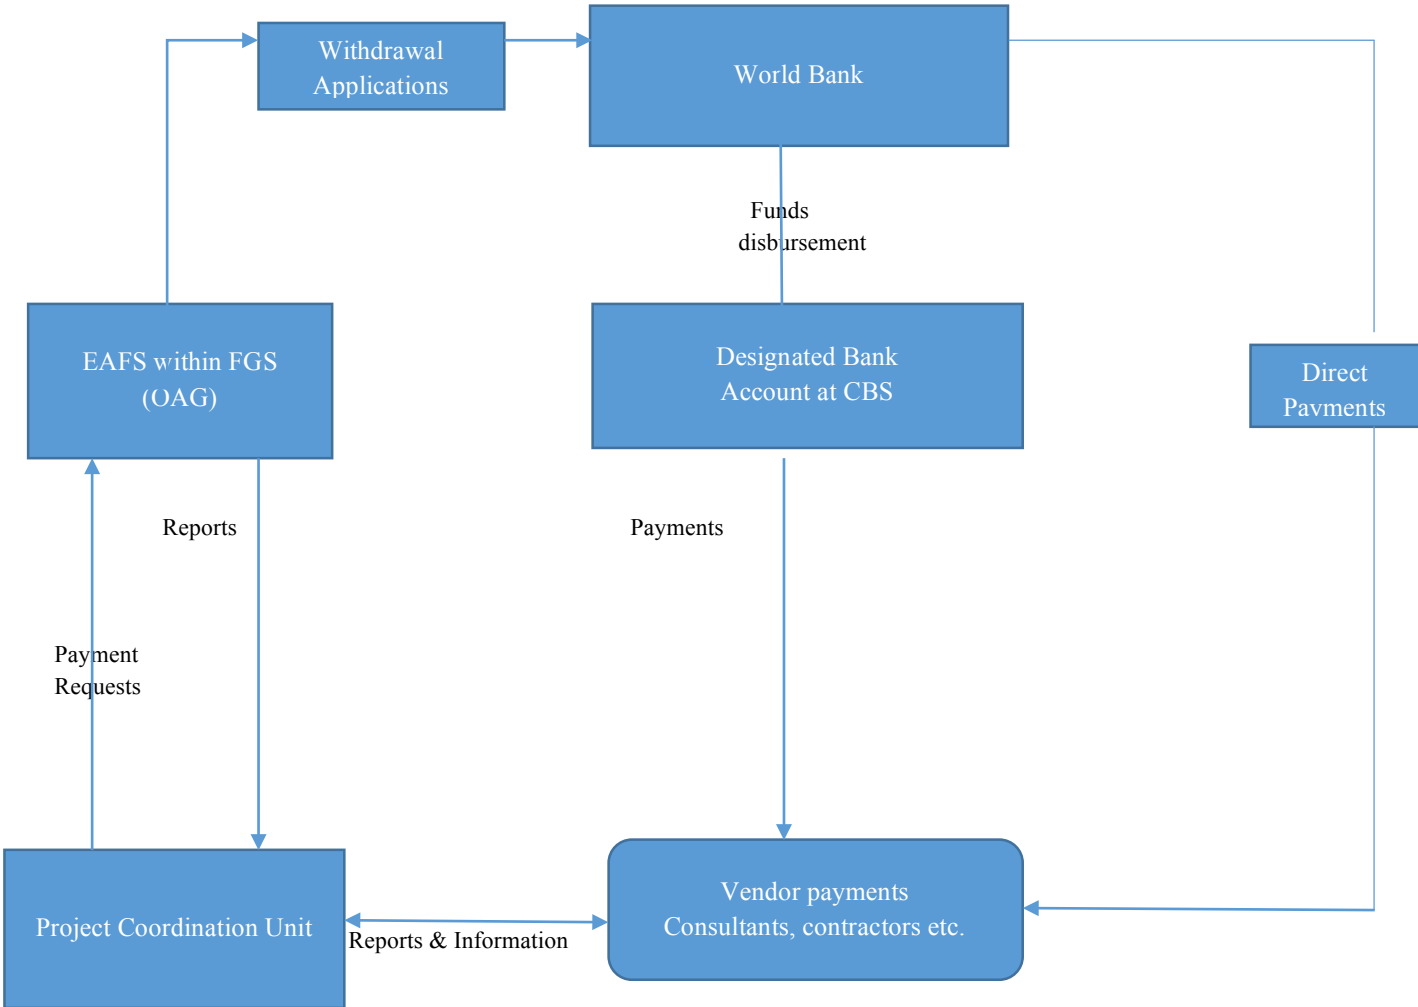 Withdrawal
Applications
World Bank
Funds
disbursement
EAFS within FGS
(OAG)
Designated Bank
Account at CBS
Direct
Payments
Reports
Payments
Payment
Requests
Project Coordination Unit
Reports & Information
Vendor payments
Consultants, contractors etc.